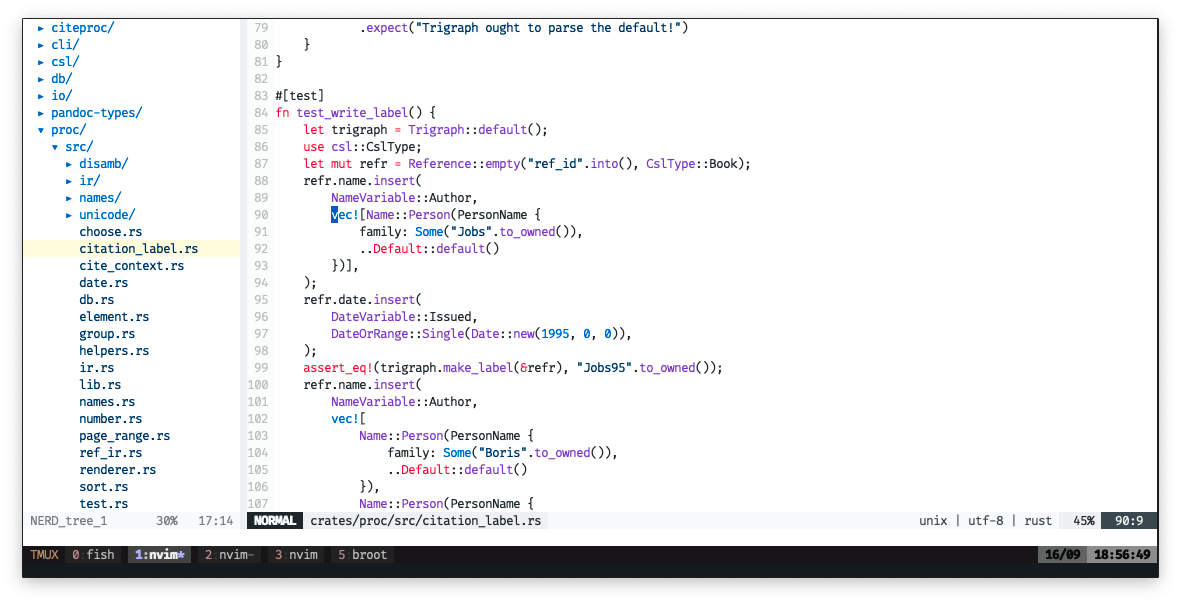 ▸ citeproc/
▸ cli/
▸ csl/
▸ db/
▸ io/
▸ pandoc-types/
▾ proc/
▾ src/
▸ disamb/
▸ ir/
▸ names/
▸ unicode/
choose.rs
citation_label.rs
cite_context.rs
date.rs
db.rs
element.rs
group.rs
helpers.rs
ir.rs
lib.rs
names.rs
number.rs
page_range.rs
ref_ir.rs
renderer.rs
sort.rs
test.rs
NERD_tree_1 30% 17:14
79             .expect("Trigraph ought to parse the default!")
80     }
81 }
82
83 #[test]
84 fn test_write_label() {
85     let trigraph = Trigraph::default();
86     use csl::CslType;
87     let mut refr = Reference::empty("ref_id".into(), CslType::Book);
88     refr.name.insert(
89         NameVariable::Author,
90         vec![Name::Person(PersonName {
91             family: Some("Jobs".to_owned()),
92             ..Default::default()
93         })],
94     );
95     refr.date.insert(
96         DateVariable::Issued,
97         DateOrRange::Single(Date::new(1995, 0, 0)),
98     );
99     assert_eq!(trigraph.make_label(&refr), "Jobs95".to_owned());
100     refr.name.insert(
101         NameVariable::Author,
102         vec![
103             Name::Person(PersonName {
104                 family: Some("Boris".to_owned()),
105                 ..Default::default()
106             }),
107             Name::Person(PersonName {
NORMAL crates/proc/src/citation_label.rs unix | utf-8 | rust 45% 90:9
TMUX 0:fish 1:nvim* 2:nvim- 3:nvim 5:broot 16/09 18:56:49